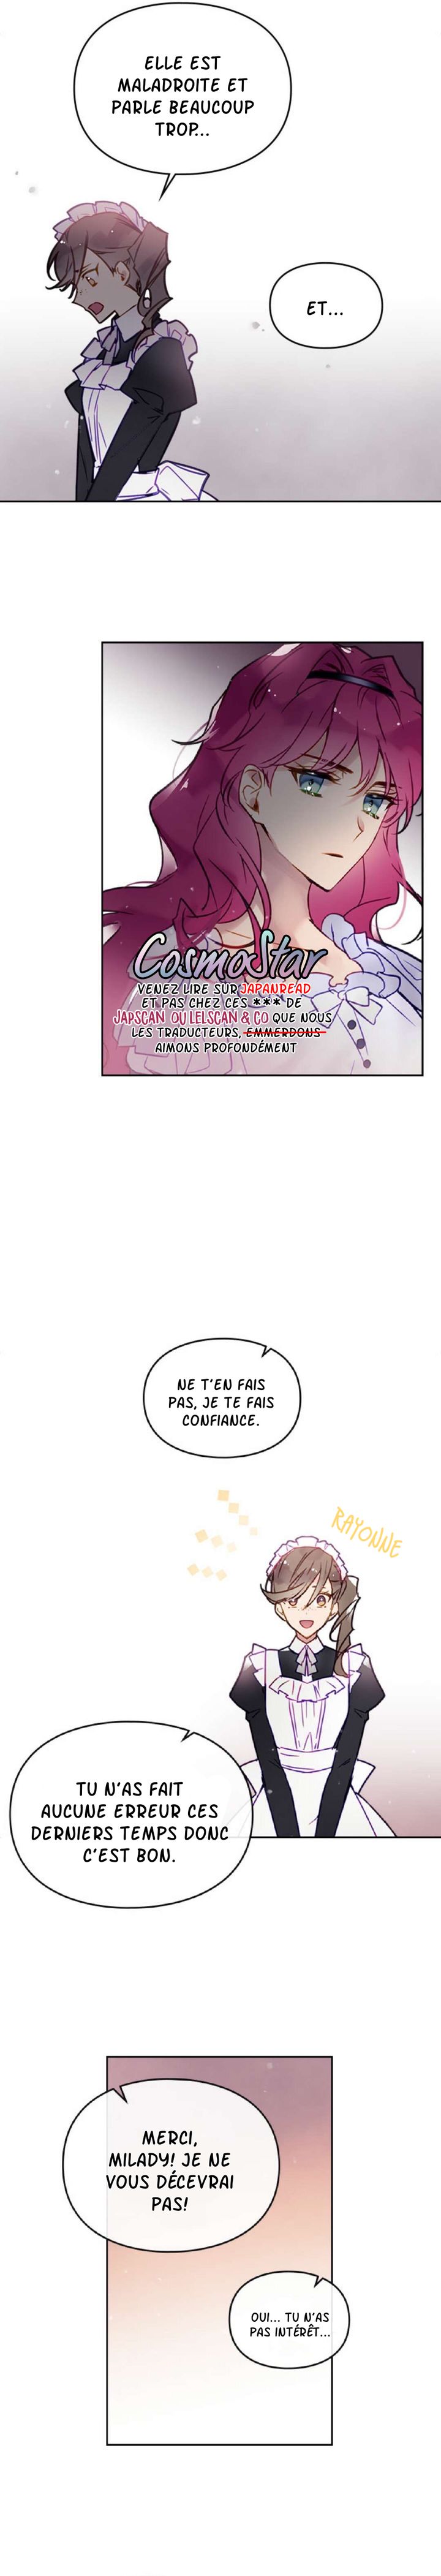 ELLE EST
MALADROITE ET
PARLE BEAUCOUP
TROP...
ET...
CosmoStar
VENEZ LIRE SUR JAPANREAD
ET PAS CHEZ CES *** DE
JAPSCAN OU LELSCAN & CO QUE NOUS
LES TRADUCTEURS, EMMERDONS
AIMONS PROFONDÉMENT
NE T'EN FAIS
PAS, JE TE FAIS
CONFIANCE.
RAYONNE
TU N'AS FAIT
AUCUNE ERREUR CES
DERNIERS TEMPS DONC
C'EST BON.
MERCI,
MILADY! JE NE
VOUS DÉCEVRAI
PAS!
OUI... TU N'AS
PAS INTÉRÊT...